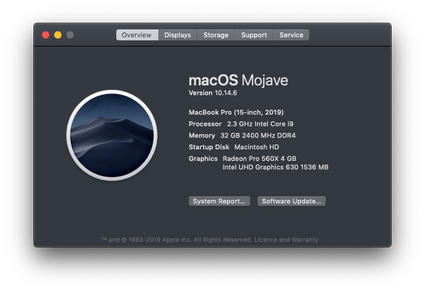 Overview Displays Storage Support Service
macOS Mojave
Version 10.14.6
MacBook Pro (15-inch, 2019)
Processor 2.3 GHz Intel Core i9
Memory 32 GB 2400 MHz DDR4
Startup Disk Macintosh HD
Graphics Radeon Pro 560X 4 GB
Intel UHD Graphics 630 1536 MB
System Report... Software Update...
™ and © 1983-2019 Apple Inc. All Rights Reserved. Licence and Warranty